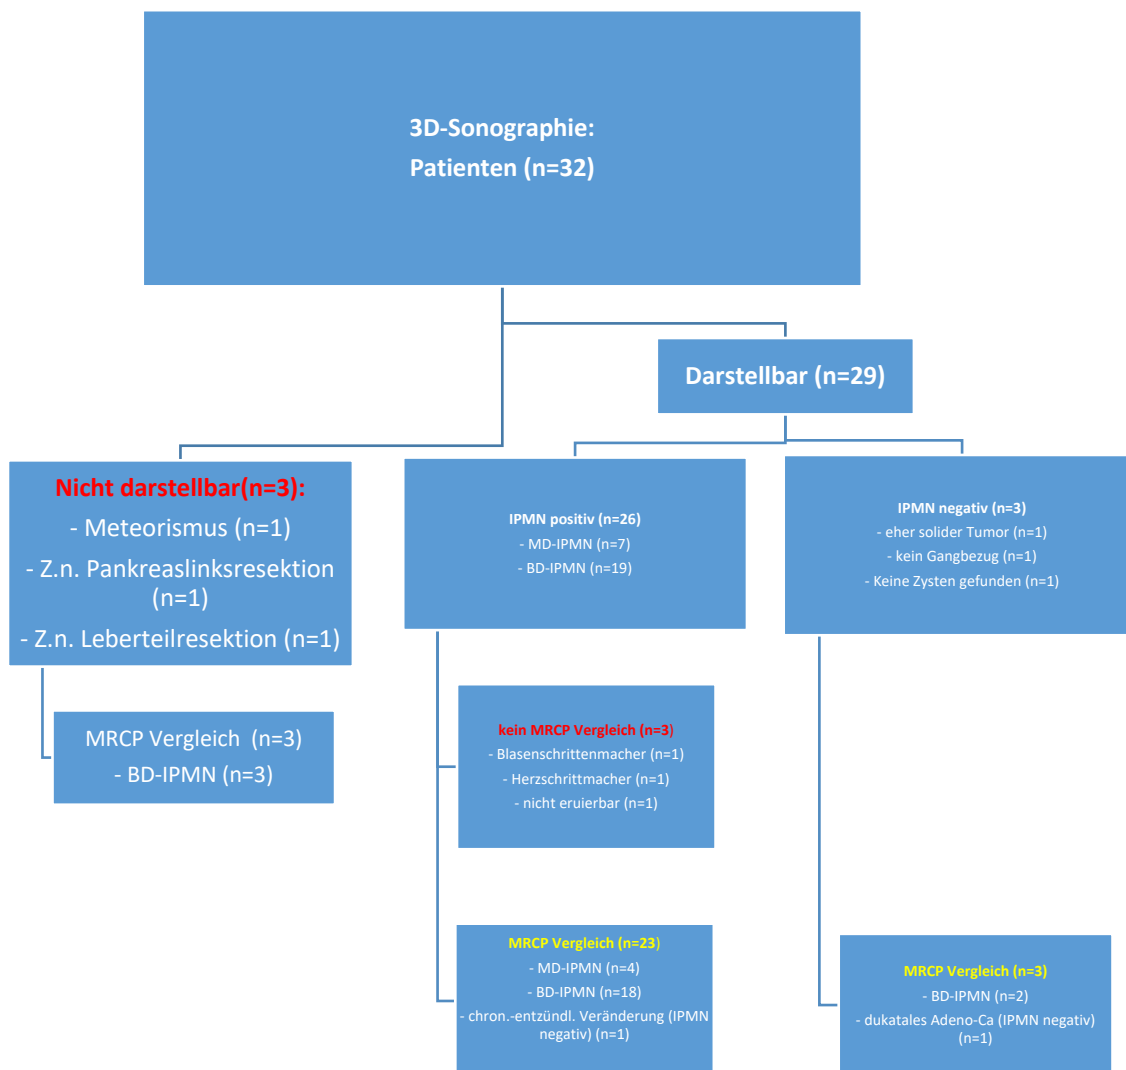 3D-Sonographie:
Patienten (n=32)
Darstellbar (n=29)
Nicht darstellbar(n=3):
- Meteorismus (n=1)
- Z.n. Pankreaslinksresektion
(n=1)
- Z.n. Leberteilresektion (n=1)
MRCP Vergleich  (n=3)
- BD-IPMN (n=3)
IPMN positiv (n=26)
- MD-IPMN (n=7)
- BD-IPMN (n=19)
kein MRCP Vergleich (n=3)
- Blasenschrittenmacher (n=1)
- Herzschrittmacher (n=1)
- nicht eruierbar (n=1)
MRCP Vergleich (n=23)
- MD-IPMN (n=4)
- BD-IPMN (n=18)
- chron.-entzündl. Veränderung (IPMN
negativ) (n=1)
IPMN negativ (n=3)
- eher solider Tumor (n=1)
- kein Gangbezug (n=1)
- Keine Zysten gefunden (n=1)
MRCP Vergleich (n=3)
- BD-IPMN (n=2)
- dukatales Adeno-Ca (IPMN negativ)
(n=1)